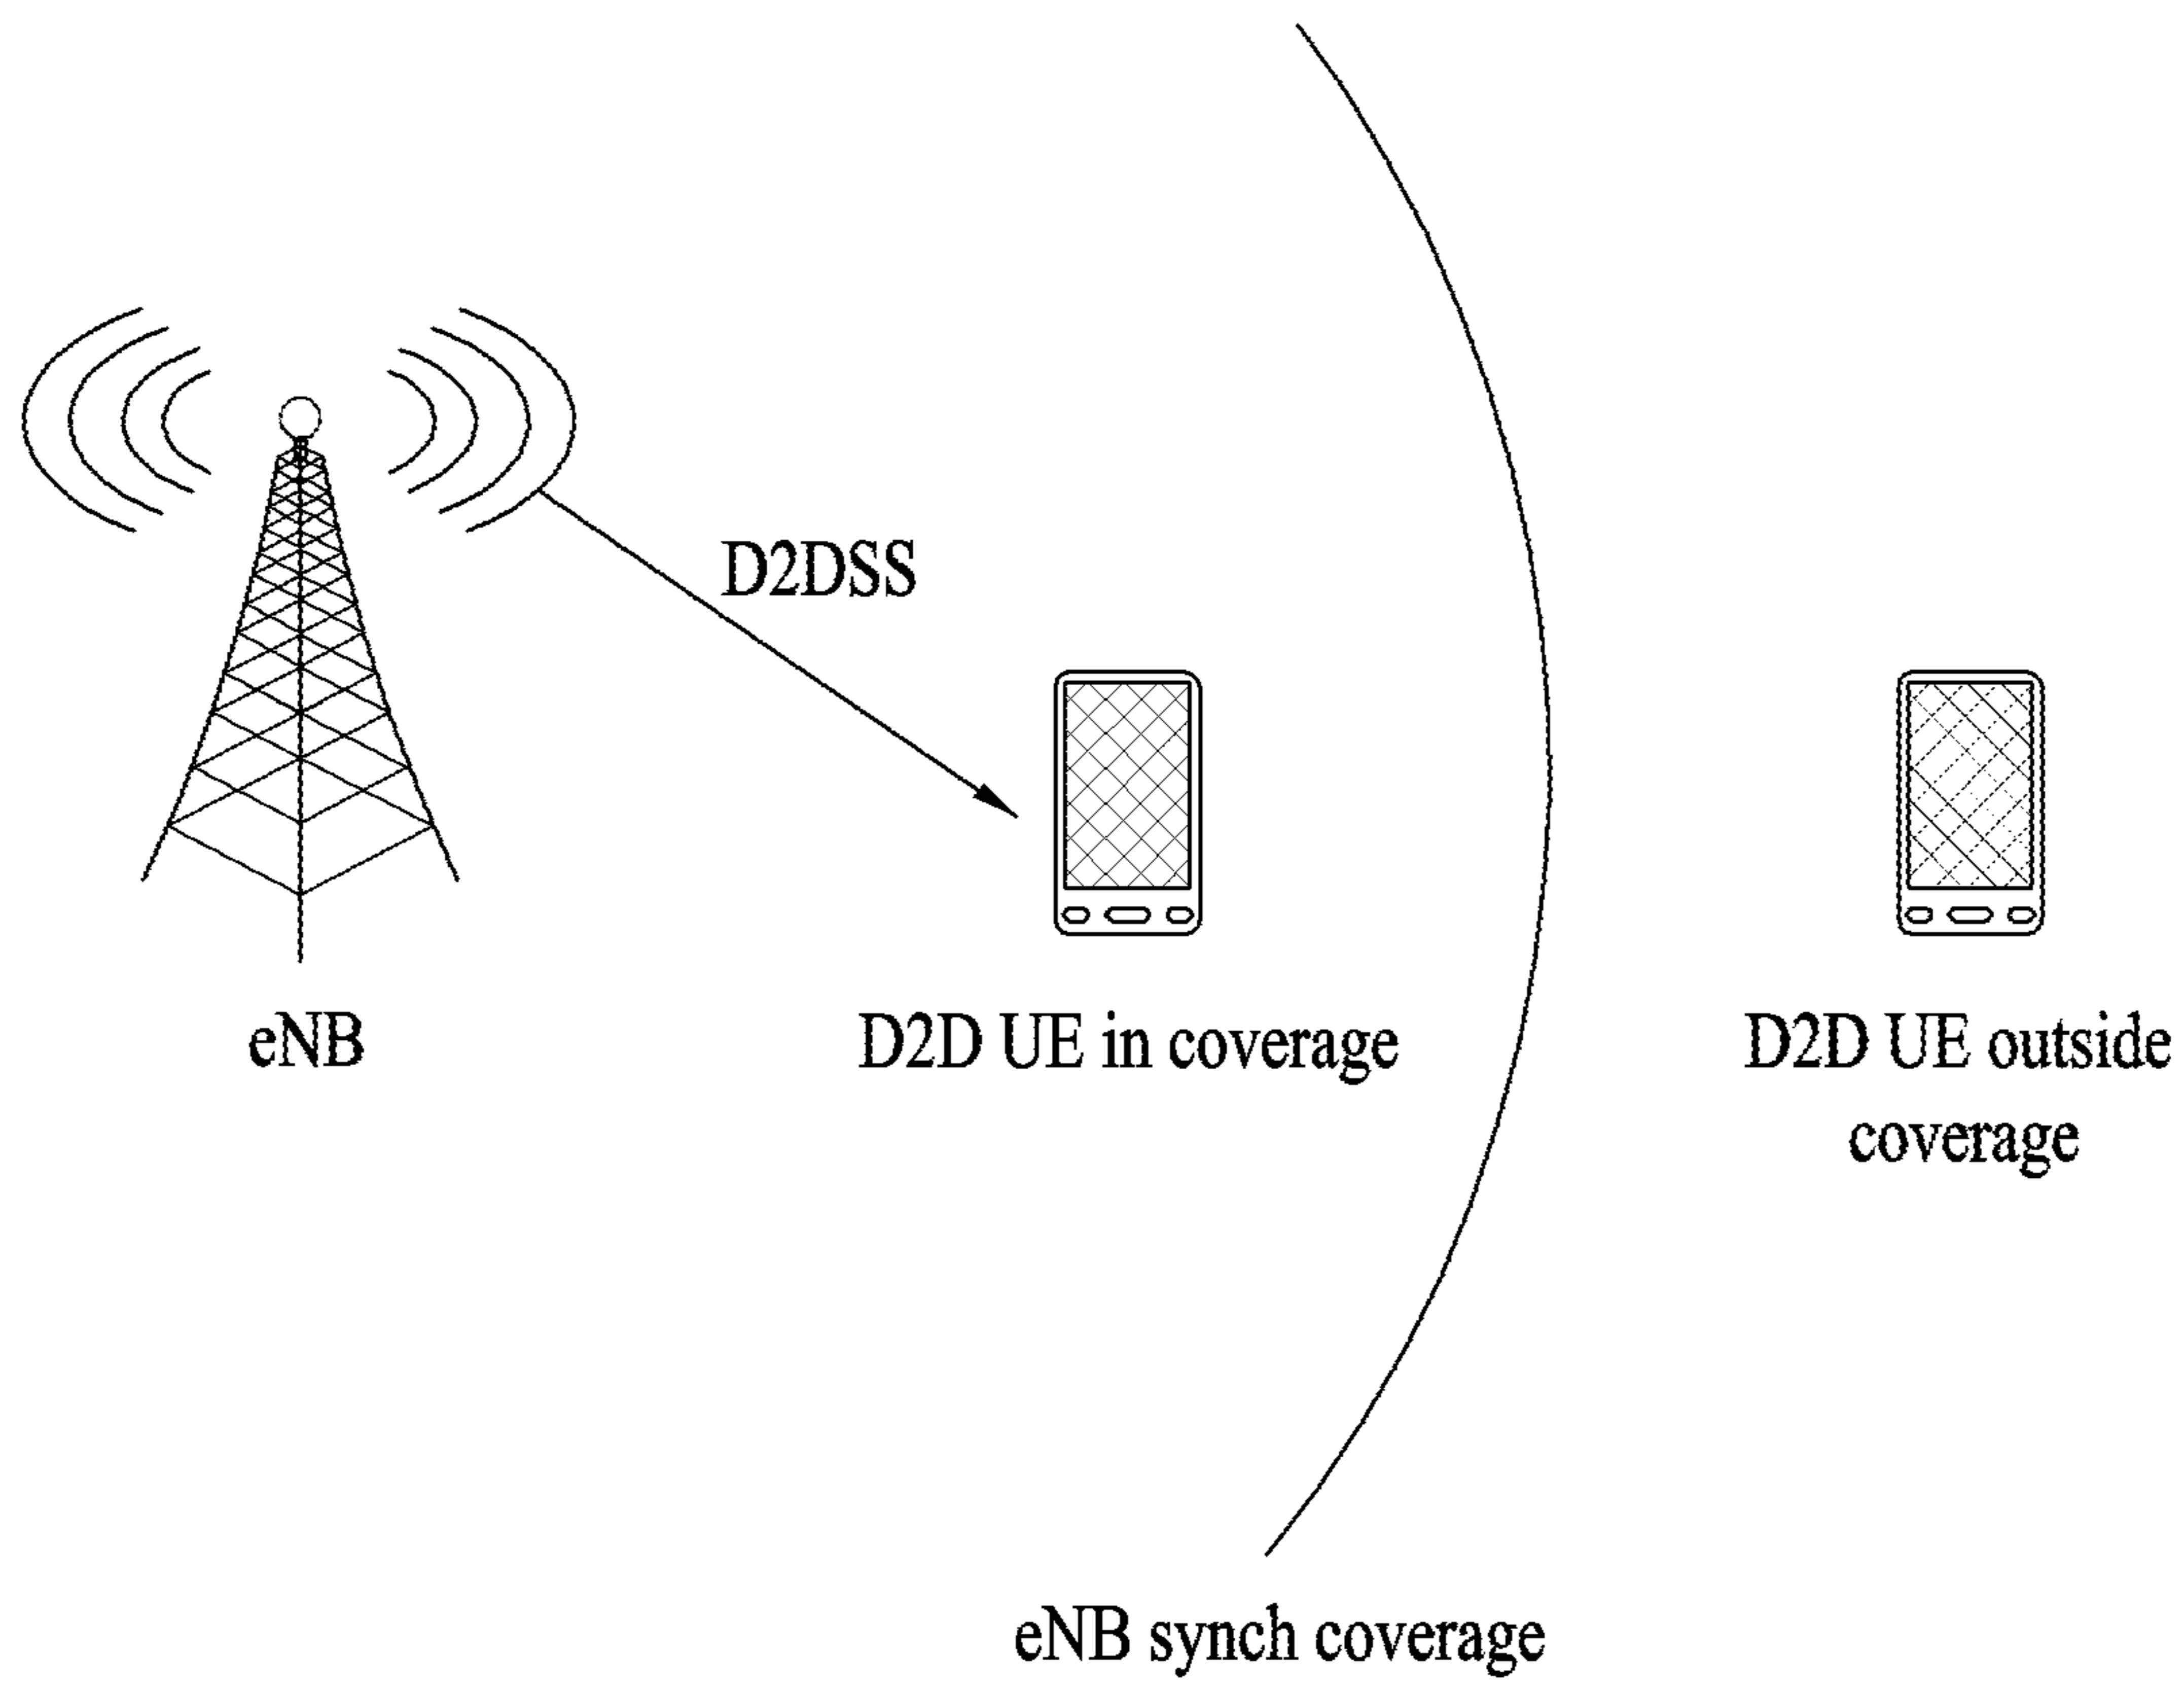 D2DSS
eNB
D2D UE in coverage
D2D UE outside
coverage
eNB synch coverage